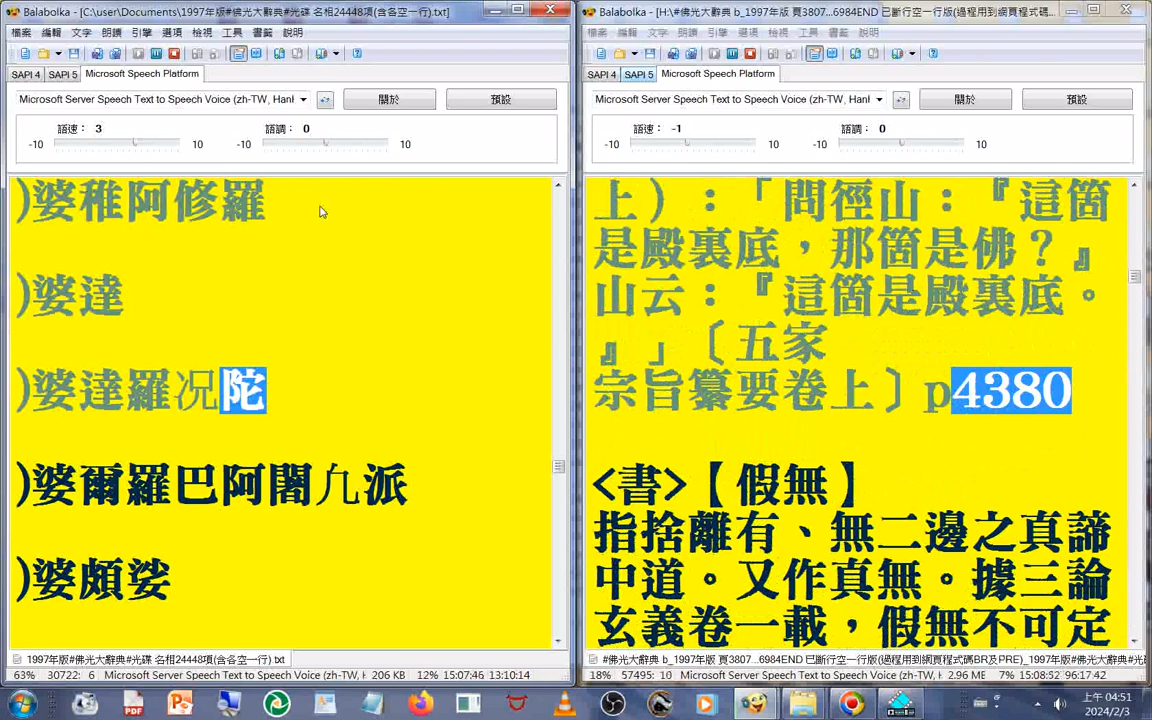 Balabolka - [C:\user\Documents\1997年版#佛光大辭典#光碟 名相24448項(含各空一行).txt]
檔案 編輯 文字 朗讀 引擎 選項 檢視 工具 書籤 說明
SAPI 4 SAPI 5 Microsoft Speech Platform
Microsoft Server Speech Text to Speech Voice (zh-TW, Hanl
關於 預設
語速： 3 語調： 0
-10 10 -10 10
)婆稚阿修羅
)婆達
)婆達羅況陀
)婆爾羅巴阿闍几派
)婆頗娑
1997年版#佛光大辭典#光碟 名相24448項(含各空一行).txt
63% 30722: 6 Microsoft Server Speech Text to Speech Voice (zh-TW, H 206 KB 12% 15:07:46 13:10:14
Balabolka - [H:\#佛光大辭典 b_1997年版 頁3807...6984END 已斷行空一行版(過程用到網頁程式碼...
檔案 編輯 文字 朗讀 引擎 選項 檢視 工具 書籤 說明
SAPI 4 SAPI 5 Microsoft Speech Platform
Microsoft Server Speech Text to Speech Voice (zh-TW, Hanl
關於 預設
語速： -1 語調： 0
-10 10 -10 10
上）：「問徑山：『這箇
是殿裏底，那箇是佛？』
山云：『這箇是殿裏底。
』」〔五家
宗旨纂要卷上〕p4380
<書>【假無】
指捨離有、無二邊之真諦
中道。又作真無。據三論
玄義卷一載，假無不可定
#佛光大辭典 b_1997年版 頁3807...6984END 已斷行空一行版(過程用到網頁程式碼BR及PRE)_1997年版#光
18% 57495: 10 Microsoft Server Speech Text to Speech Voice (zh-TW, H 2.96 ME 7% 15:08:52 96:17:42
上午 04:51
2024/2/3